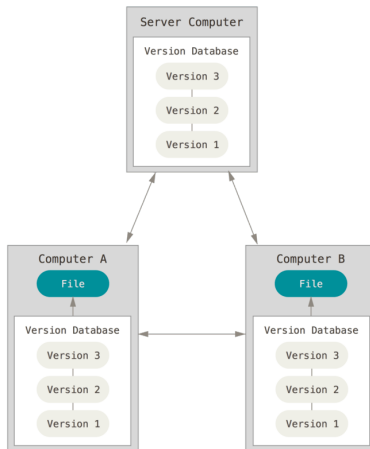 Server Computer
Version Database
Version 3
Version 2
Version 1
Computer A
File
Version Database
Version 3
Version 2
Version 1
Computer B
File
Version Database
Version 3
Version 2
Version 1